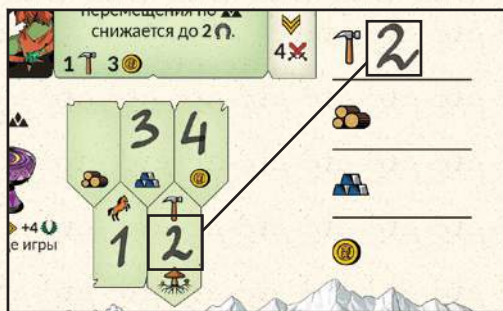 перемещения по
снижается до 2
1 3
4
2
3 4
+4
е игры
1 2